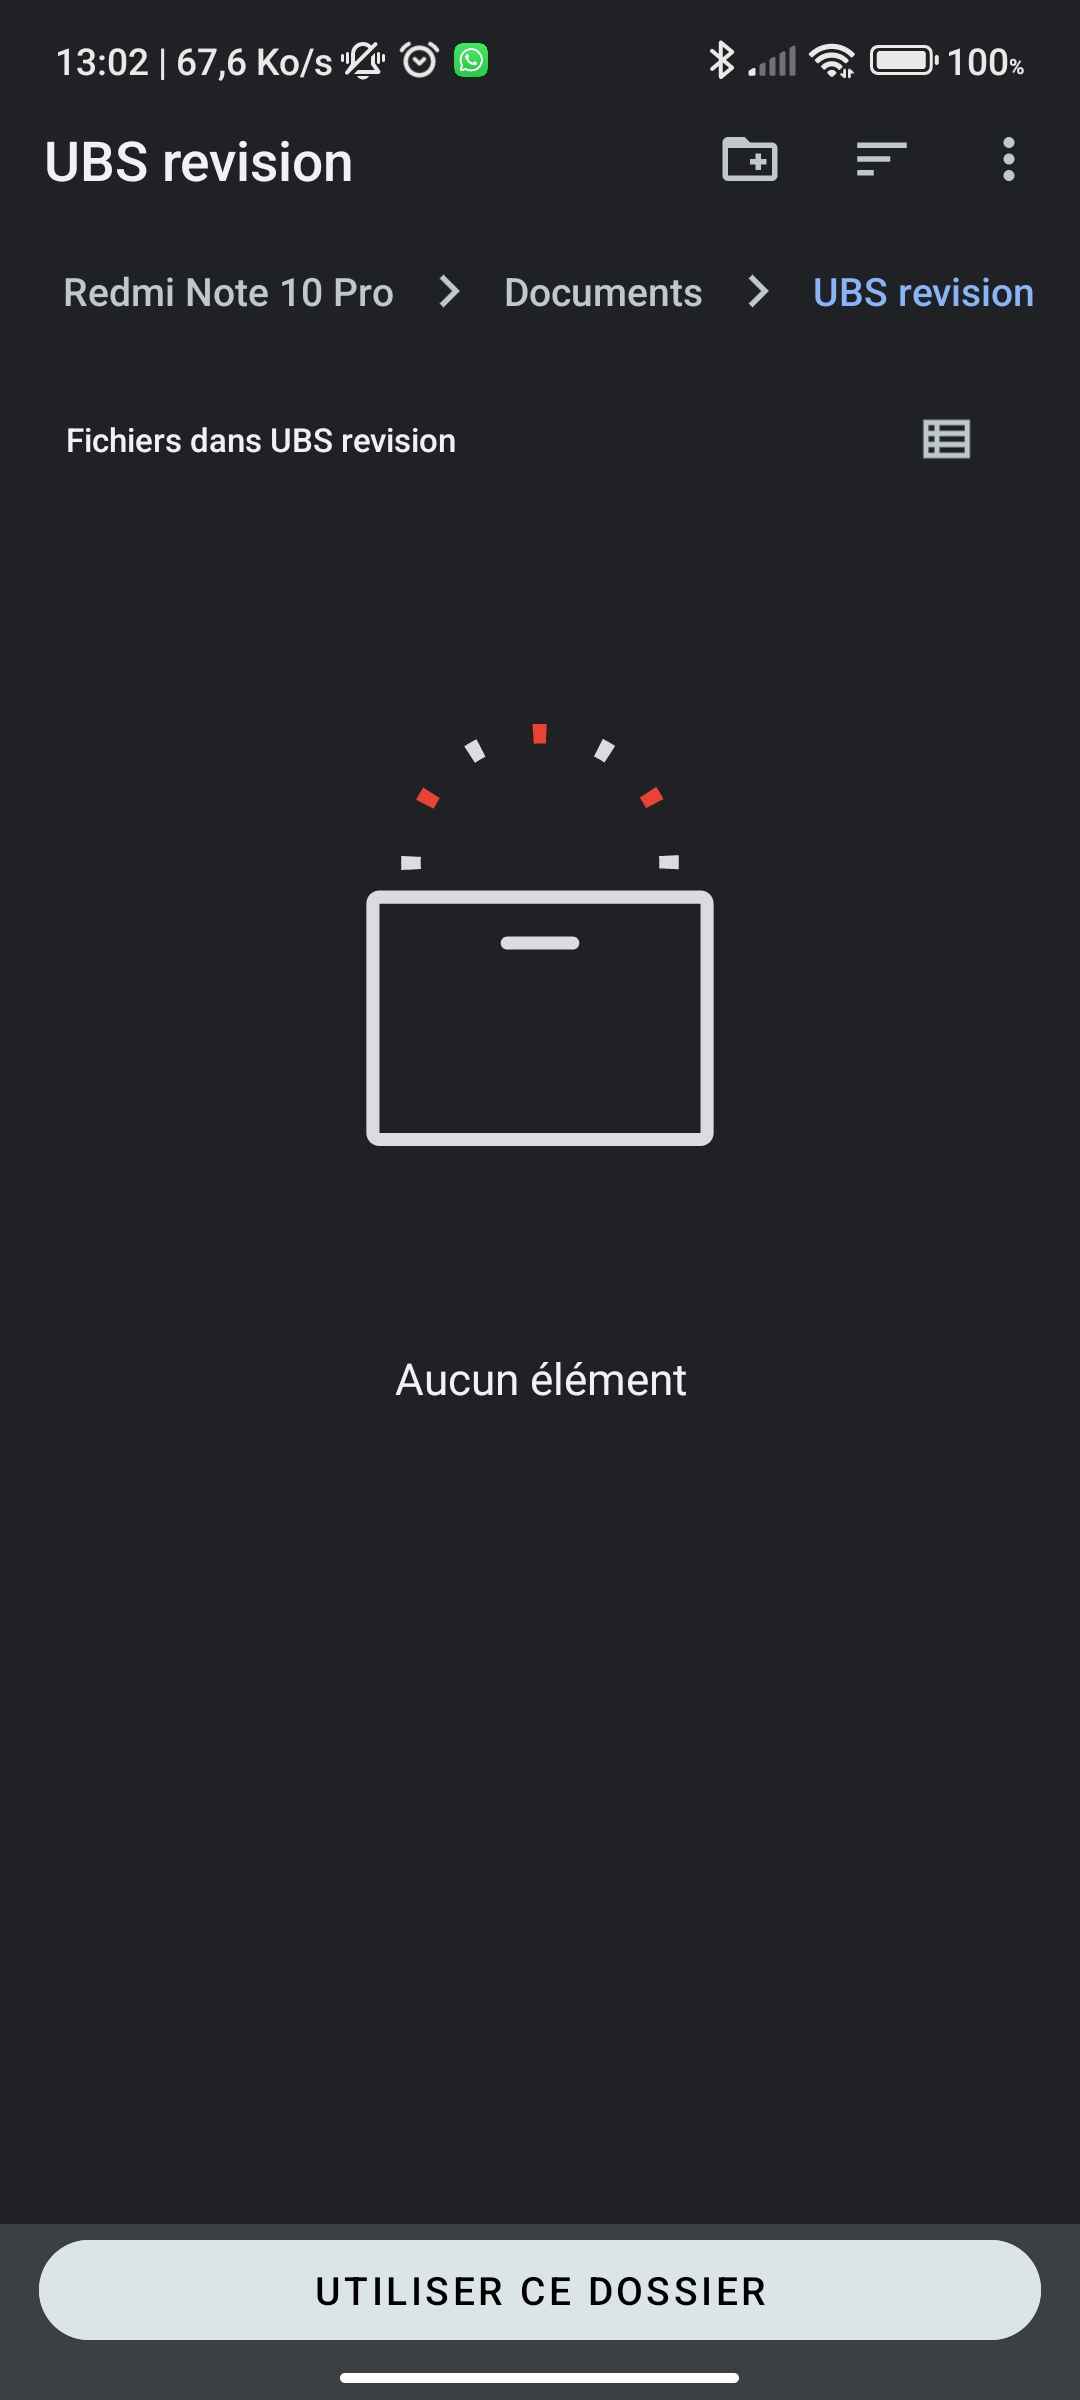 13:02 | 67,6 Ko/s 100%
UBS revision
Redmi Note 10 Pro Documents UBS revision
Fichiers dans UBS revision
Aucun élément
UTILISER CE DOSSIER